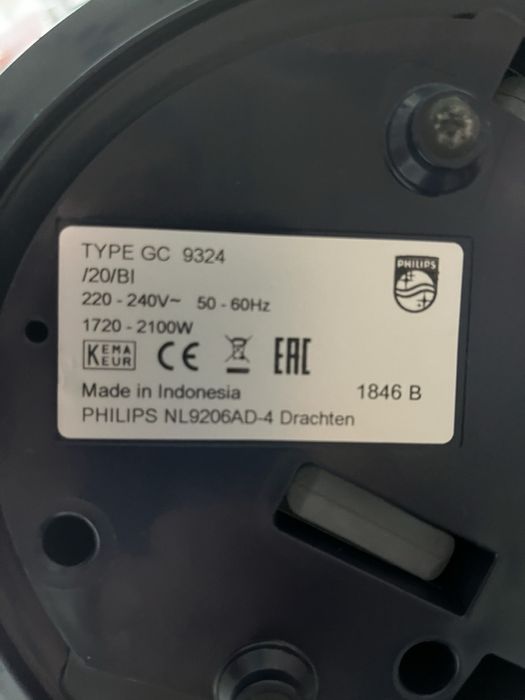 TYPE GC 9324
/20/BI
220 - 240V~ 50 - 60Hz
1720 - 2100W
PHILIPS
KEMA
KEUR
CE
EAC
Made in Indonesia 1846 B
PHILIPS NL9206AD-4 Drachten